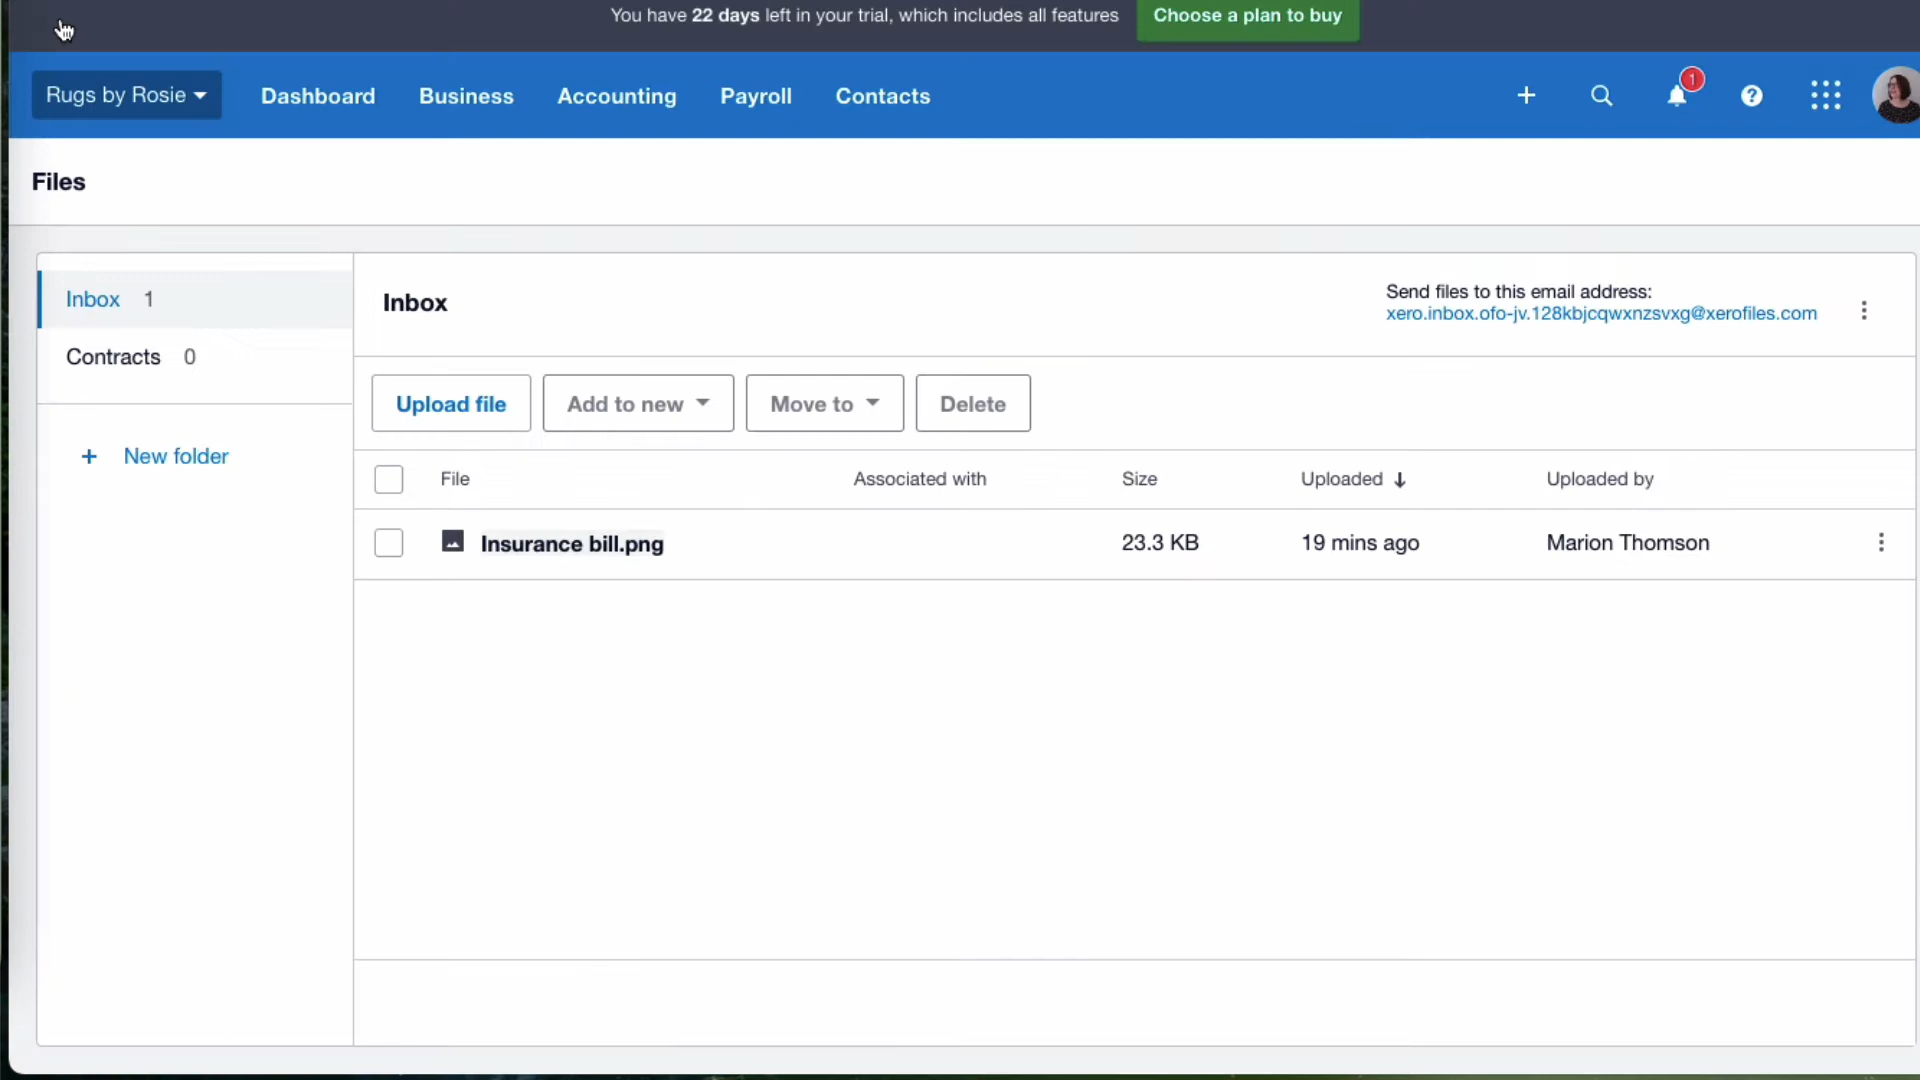 You have 22 days left in your trial, which includes all features Choose a plan to buy
Rugs by Rosie Dashboard Business Accounting Payroll Contacts 1
Files
Inbox 1
Contracts 0
+ New folder
Inbox
Send files to this email address:
xero.inbox.ofo-jv.128kbjcqwxnzsvxg@xerofiles.com
Upload file Add to new Move to Delete
File Associated with Size Uploaded Uploaded by
Insurance bill.png 23.3 KB 19 mins ago Marion Thomson